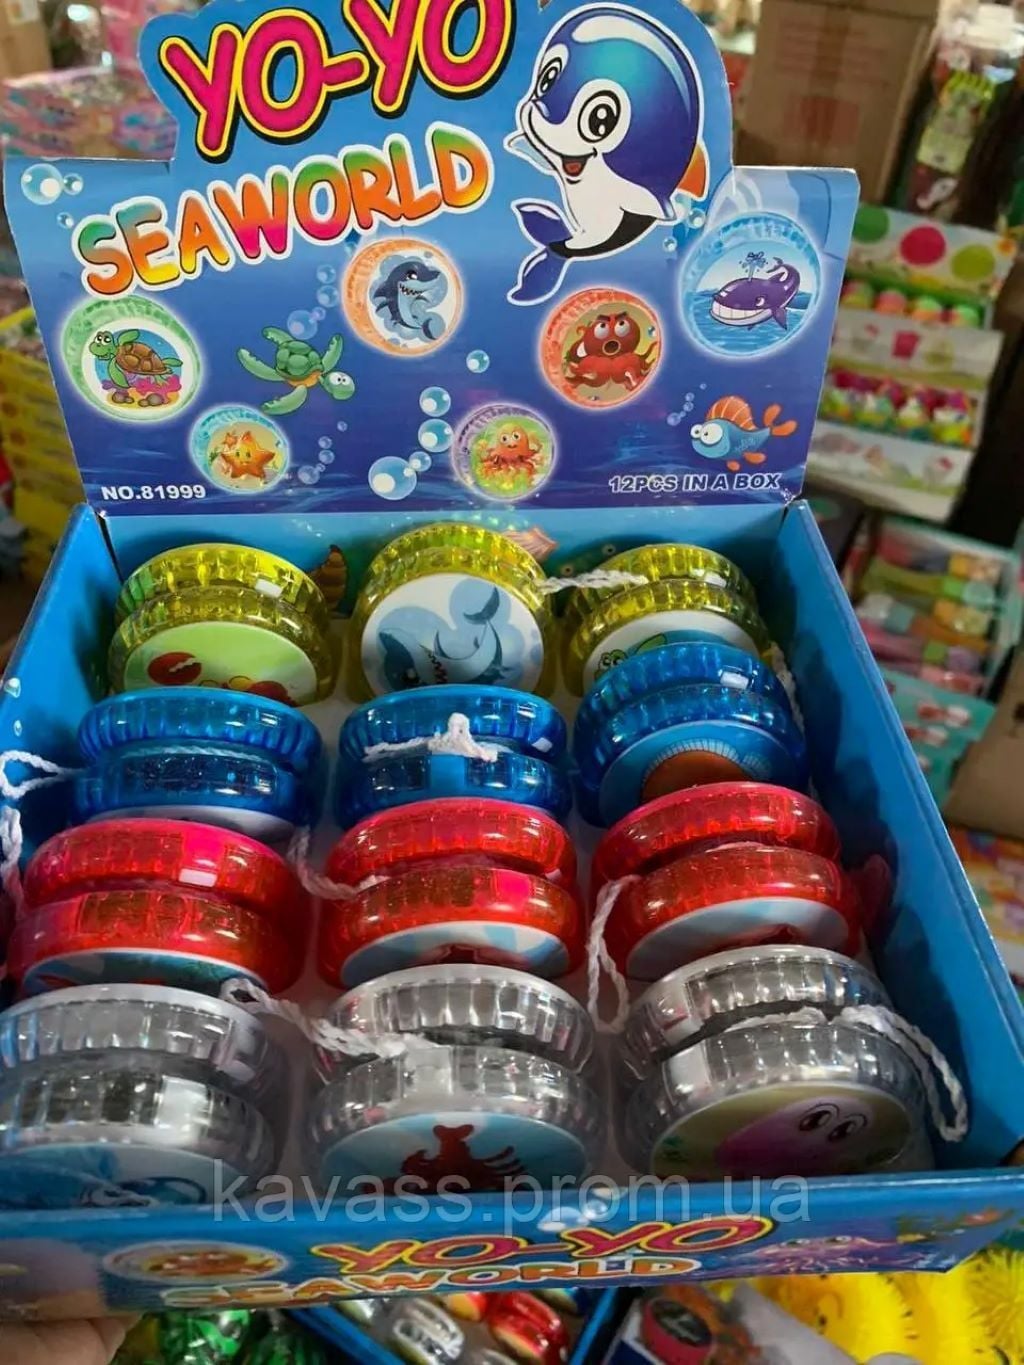 YO-YO
SEAWORLD
NO.81999
12PCS IN A BOX
kavass.prom.ua
YO-YO
SEAWORLD